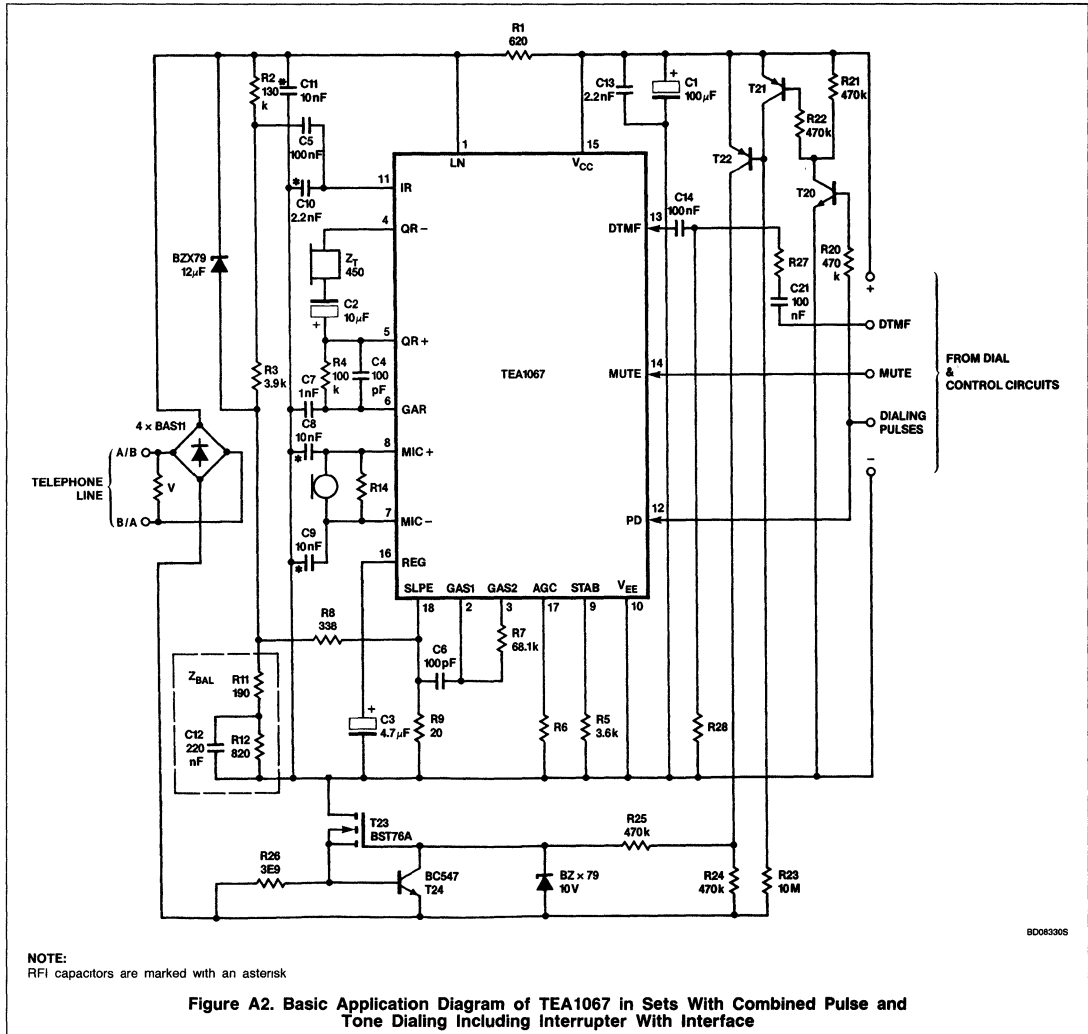 R1
620
R2
130
k
C11
*
10nF
C13
2.2nF
+
C1
100µF
T21
R21
470k
R22
470k
C5
100nF
1
LN
15
VCC
T22
11
IR
*
C10
2.2nF
T20
C14
100nF
4
QR−
13
DTMF
ZT
450
R27
R20
470
k
BZX79
12µF
C21
100
nF
+
C2
10µF
+
DTMF
5
QR+
R3
3.9k
R4
100
k
C4
100
pF
TEA1067
14
MUTE
MUTE
FROM DIAL
&
CONTROL CIRCUITS
C7
1nF
6
GAR
C8
10nF
*
4 × BAS11
DIALING
PULSES
A/B
8
MIC+
TELEPHONE
LINE
V
R14
−
B/A
7
MIC−
12
PD
C9
10nF
*
16
REG
SLPE
GAS1
GAS2
AGC
STAB
VEE
18
2
3
17
9
10
R8
338
R7
68.1k
C6
100pF
ZBAL
R11
190
+
C3
4.7µF
R9
20
R6
R5
3.6k
R28
C12
220
nF
R12
820
T23
BST76A
R25
470k
R26
3E9
BC547
T24
BZ × 79
10V
R24
470k
R23
10M
BD08330S
NOTE:
RFI capacitors are marked with an asterisk
Figure A2. Basic Application Diagram of TEA1067 in Sets With Combined Pulse and
Tone Dialing Including Interrupter With Interface